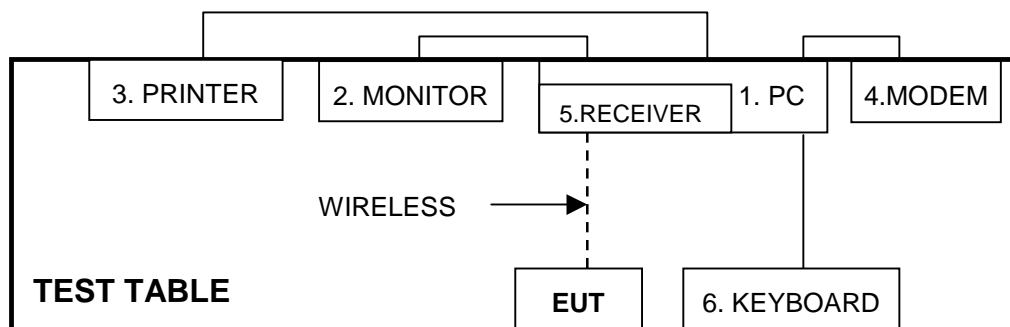 3. PRINTER
2. MONITOR
1. PC
4.MODEM
5.RECEIVER
WIRELESS
TEST TABLE
EUT
6. KEYBOARD